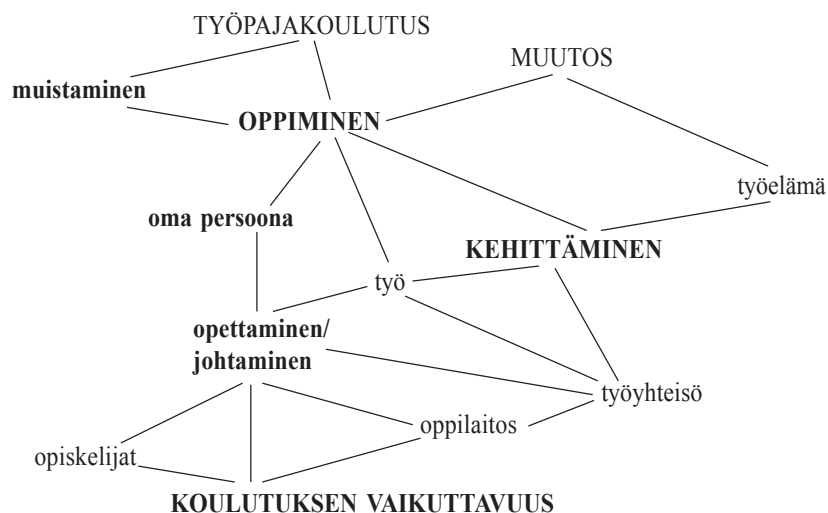 TYÖPAJAKOULUTUS
MUUTOS
muistaminen
OPPIMINEN
työelämä
oma persoona
KEHITTÄMINEN
työ
opettaminen/
johtaminen
työyhteisö
oppilaitos
opiskelijat
KOULUTUKSEN VAIKUTTAVUUS